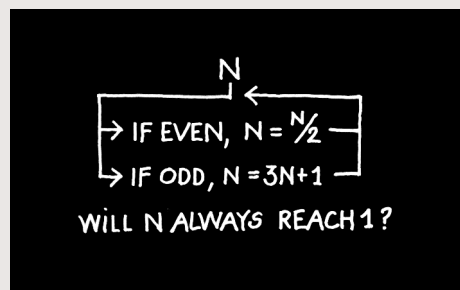 N
IF EVEN, N = N/2
IF ODD, N = 3N+1
WILL N ALWAYS REACH 1?